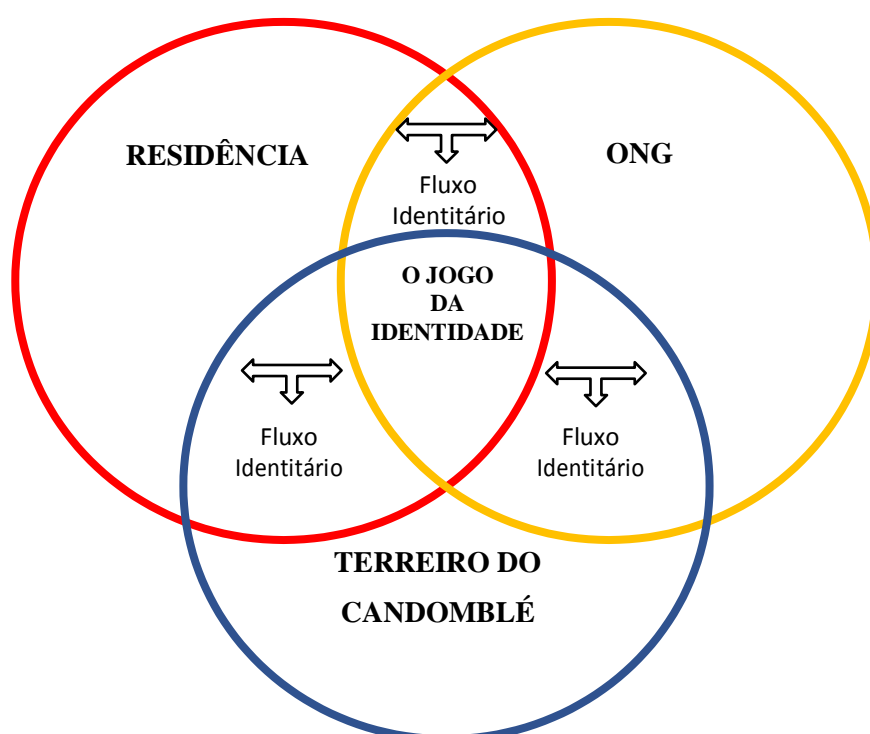 RESIDÊNCIA
ONG
Fluxo
Identitário
O JOGO
DA
IDENTIDADE
Fluxo
Identitário
Fluxo
Identitário
TERREIRO DO
CANDOMBLÉ